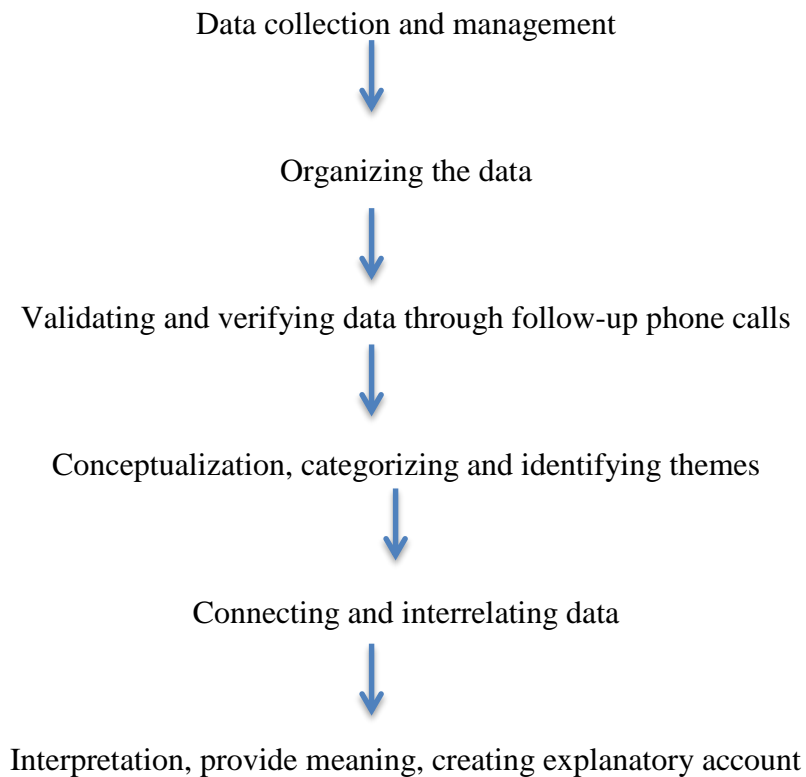 Data collection and management
Organizing the data
Validating and verifying data through follow-up phone calls
Conceptualization, categorizing and identifying themes
Connecting and interrelating data
Interpretation, provide meaning, creating explanatory account